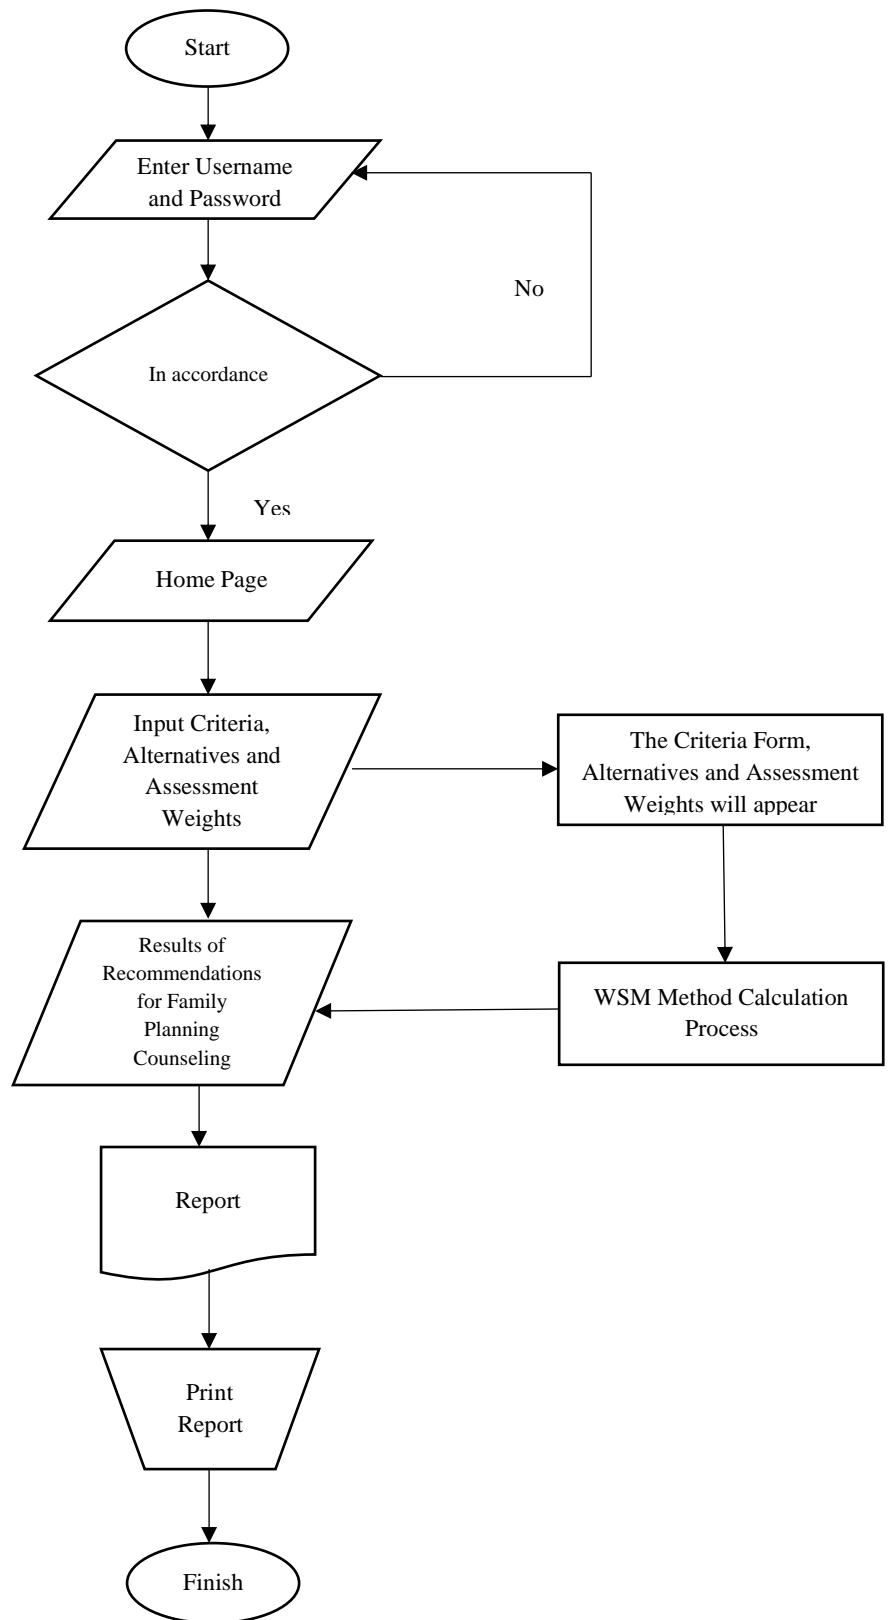 Start
Enter Username
and Password
No
In accordance
Yes
Home Page
Input Criteria,
Alternatives and
Assessment
Weights
The Criteria Form,
Alternatives and Assessment
Weights will appear
Results of
Recommendations
for Family
Planning
Counseling
WSM Method Calculation
Process
Report
Print
Report
Finish